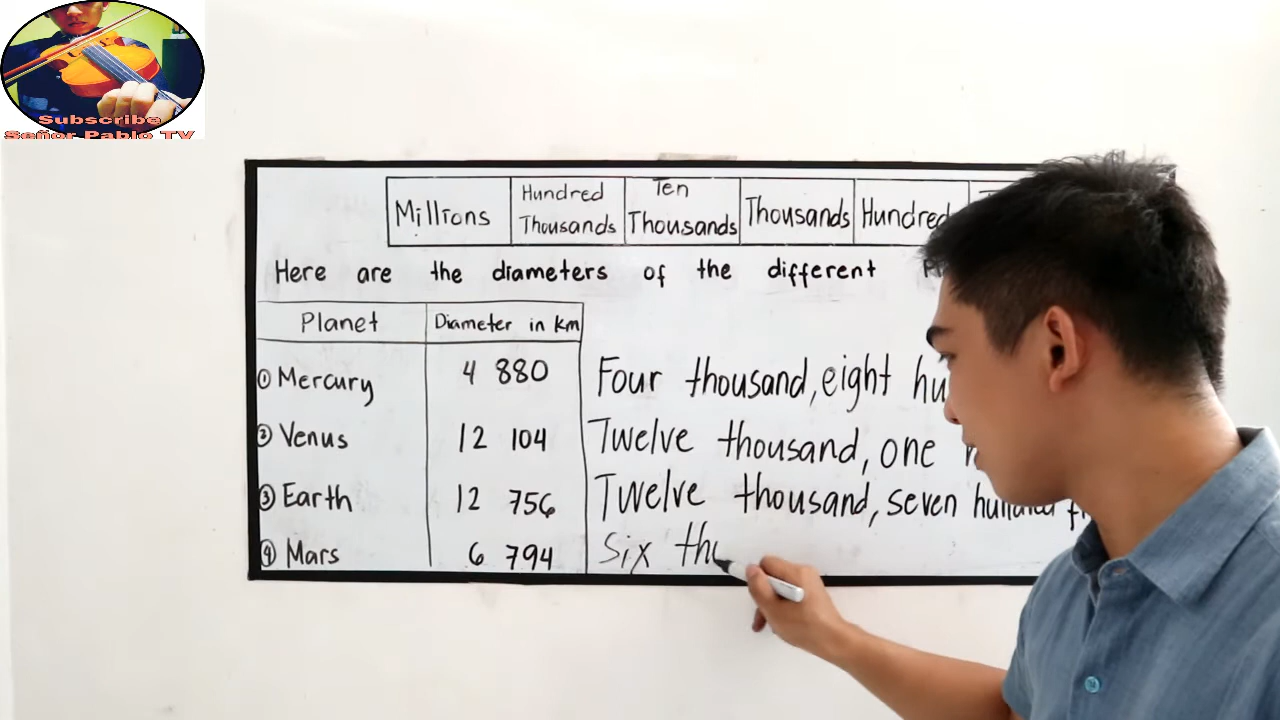 Subscribe
Señor Pablo TV
Millions Hundred Thousands Ten Thousands Thousands Hundred
Here are the diameters of the different
Planet Diameter in km
① Mercury 4 880 Four thousand, eight hu
② Venus 12 104 Twelve thousand, one
③ Earth 12 756 Twelve thousand, seven hundred
④ Mars 6 794 Six thu